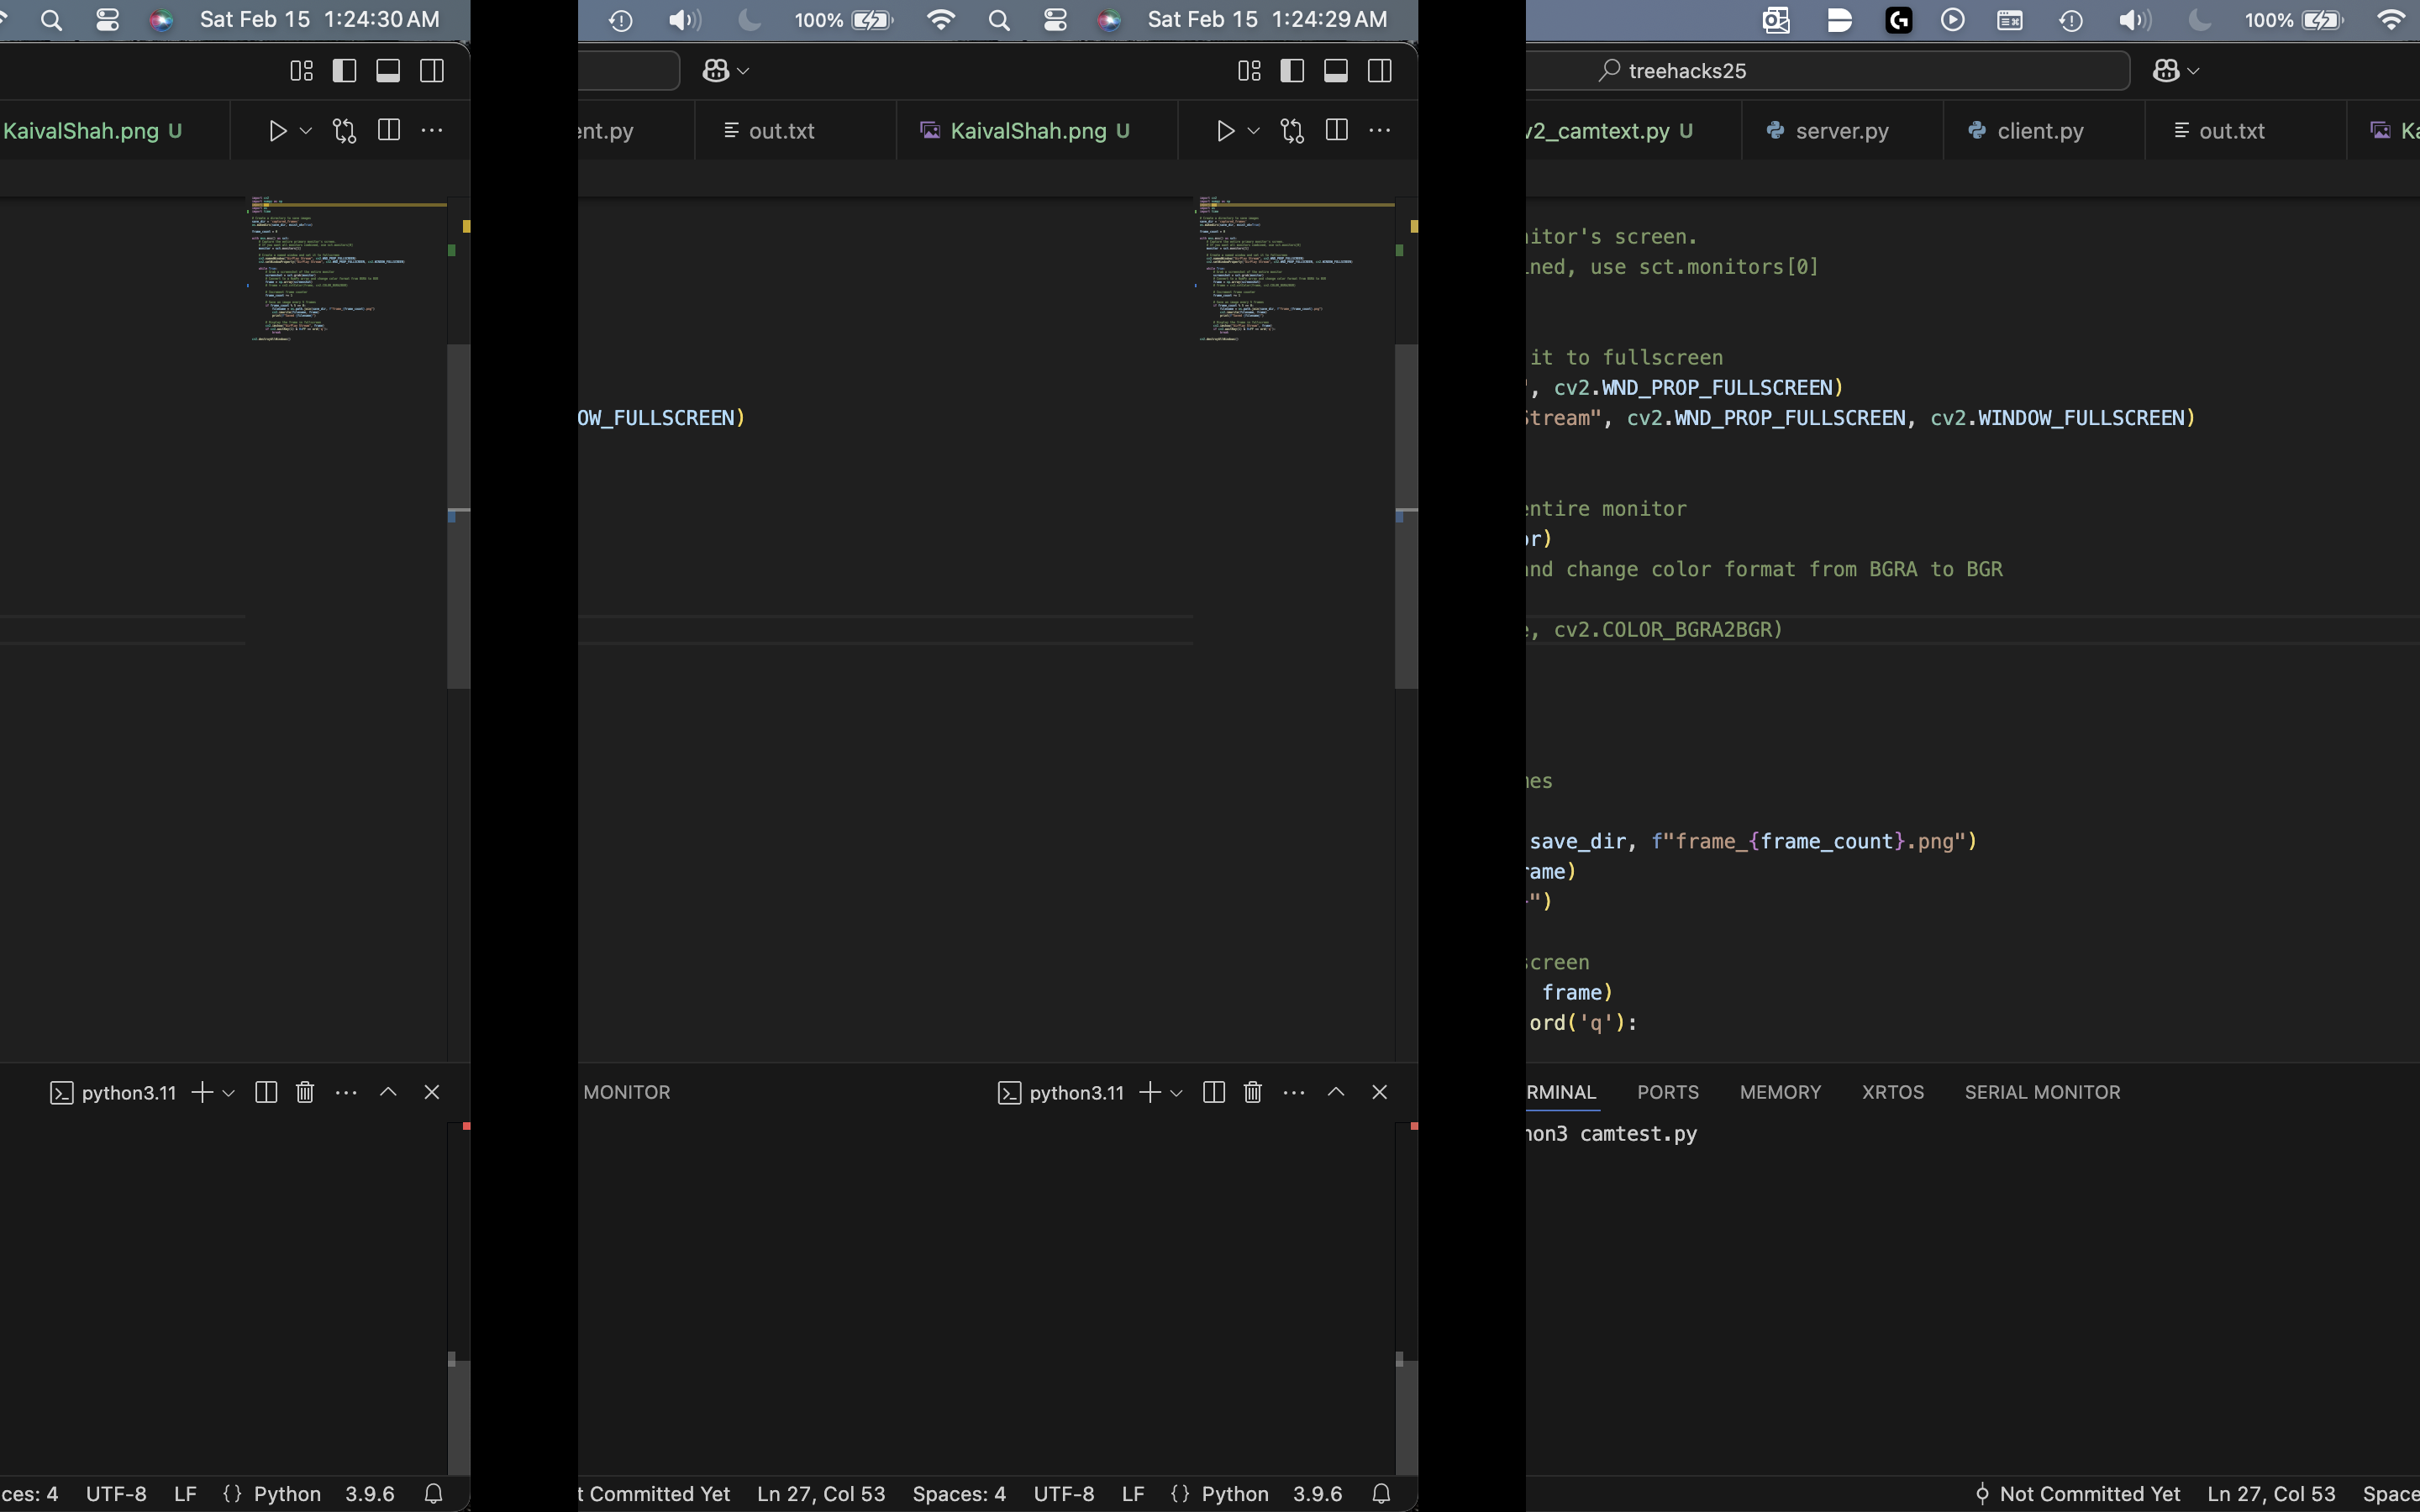 Sat Feb 15 1:24:30 AM
KaivalShah.png U
python3.11
ces: 4 UTF-8 LF {} Python 3.9.6
100% Sat Feb 15 1:24:29 AM
ent.py out.txt KaivalShah.png U
OW_FULLSCREEN)
MONITOR python3.11
t Committed Yet Ln 27, Col 53 Spaces: 4 UTF-8 LF {} Python 3.9.6
100%
treehacks25
v2_camtext.py U server.py client.py out.txt Ka
itor's screen.
ned, use sct.monitors[0]
it to fullscreen
", cv2.WND_PROP_FULLSCREEN)
Stream", cv2.WND_PROP_FULLSCREEN, cv2.WINDOW_FULLSCREEN)
entire monitor
or)
and change color format from BGRA to BGR
e, cv2.COLOR_BGRA2BGR)
mes
save_dir, f"frame_{frame_count}.png")
rame)
}")
screen
frame)
ord('q'):
RMINAL PORTS MEMORY XRTOS SERIAL MONITOR
hon3 camtest.py
Not Committed Yet Ln 27, Col 53 Space